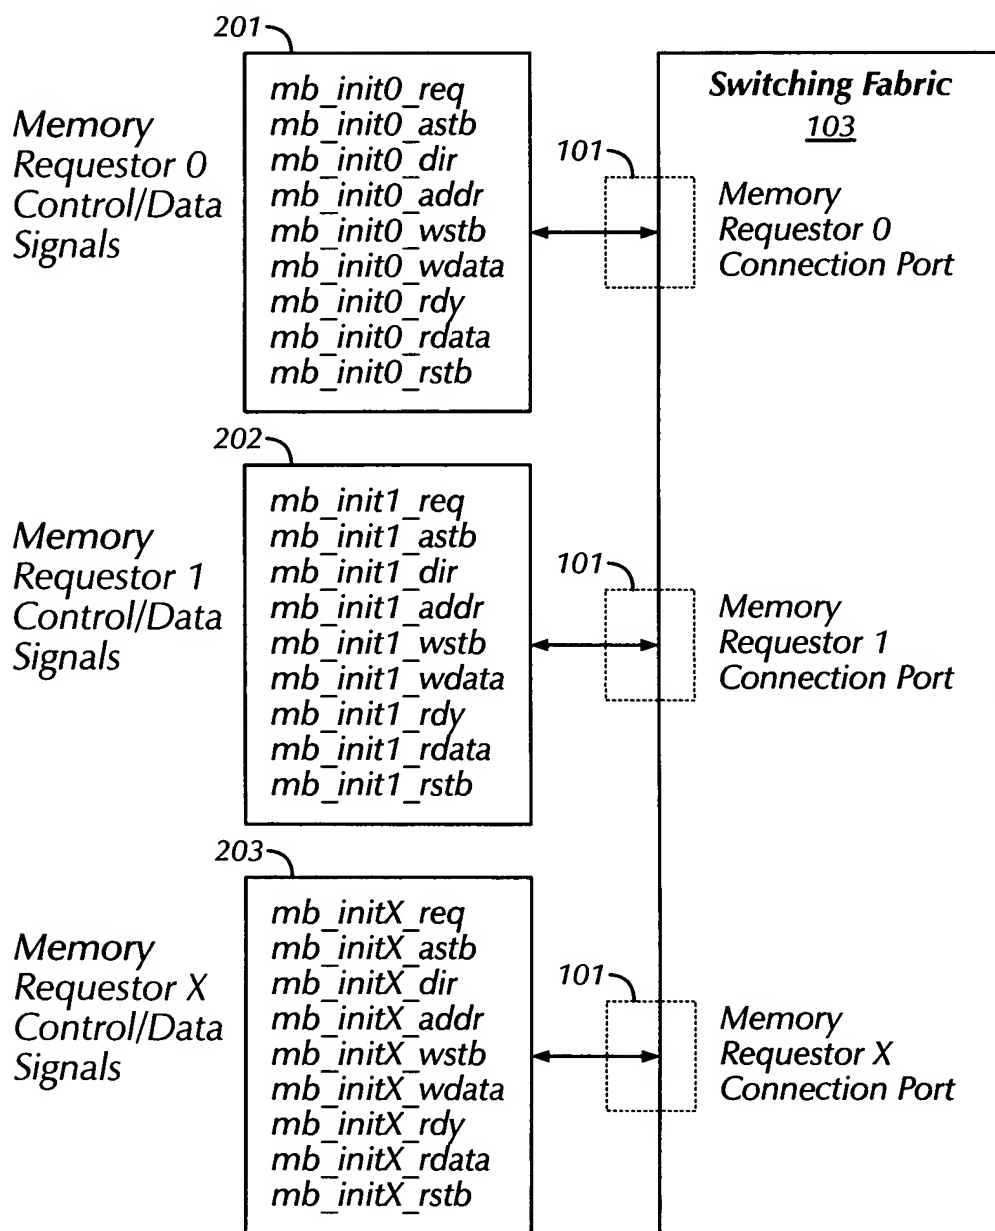 201
Memory
Requestor 0
Control/Data
Signals
mb_init0_req
mb_init0_astb
mb_init0_dir
mb_init0_addr
mb_init0_wstb
mb_init0_wdata
mb_init0_rdy
mb_init0_rdata
mb_init0_rstb
Switching Fabric
103
101
Memory
Requestor 0
Connection Port
202
Memory
Requestor 1
Control/Data
Signals
mb_init1_req
mb_init1_astb
mb_init1_dir
mb_init1_addr
mb_init1_wstb
mb_init1_wdata
mb_init1_rdy
mb_init1_rdata
mb_init1_rstb
101
Memory
Requestor 1
Connection Port
203
Memory
Requestor X
Control/Data
Signals
mb_initX_req
mb_initX_astb
mb_initX_dir
mb_initX_addr
mb_initX_wstb
mb_initX_wdata
mb_initX_rdy
mb_initX_rdata
mb_initX_rstb
101
Memory
Requestor X
Connection Port